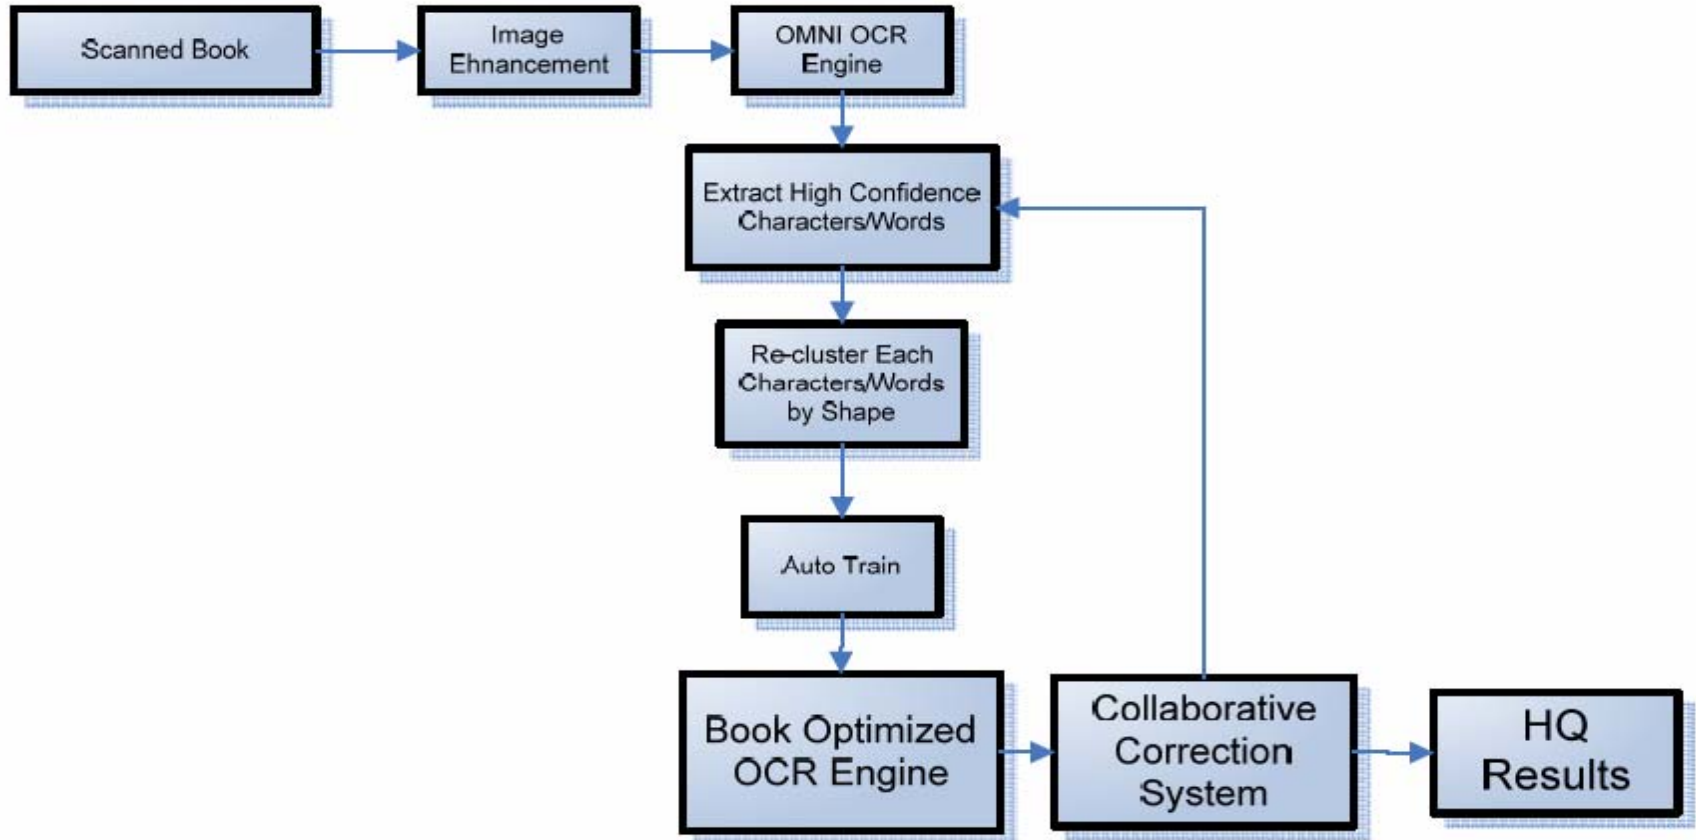 Scanned Book
Image
Ehnancement
OMNI OCR
Engine
Extract High Confidence
Characters/Words
Re-cluster Each
Characters/Words
by Shape
Auto Train
Book Optimized
OCR Engine
Collaborative
Correction
System
HQ
Results